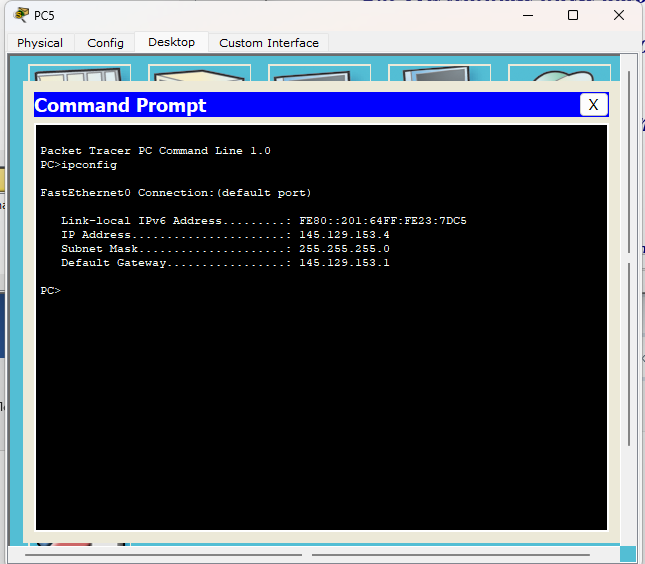 PC5
Physical Config Desktop Custom Interface
Command Prompt X
Packet Tracer PC Command Line 1.0
PC>ipconfig
FastEthernet0 Connection:(default port)
Link-local IPv6 Address.........: FE80::201:64FF:FE23:7DC5
IP Address......................: 145.129.153.4
Subnet Mask.....................: 255.255.255.0
Default Gateway.................: 145.129.153.1
PC>